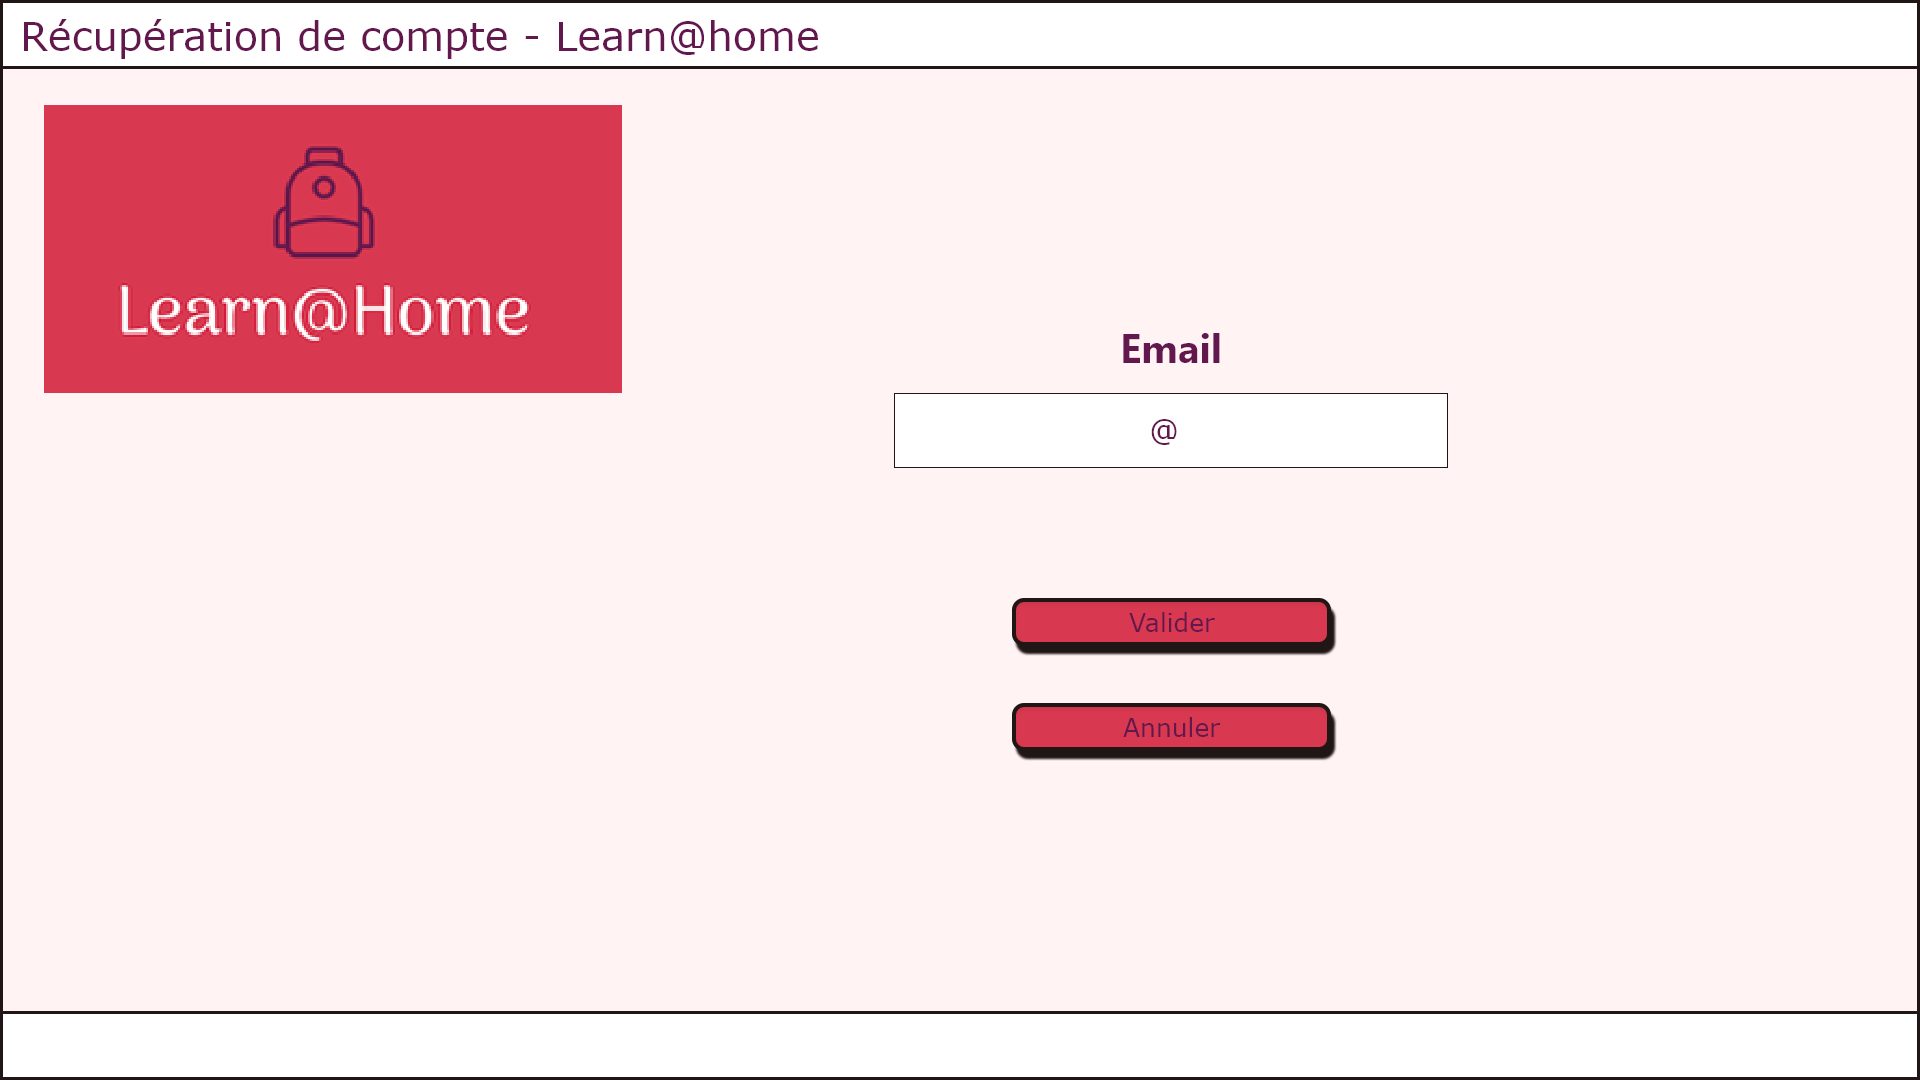 Récupération de compte - Learn@home
Learn@Home
Email
@
Valider
Annuler